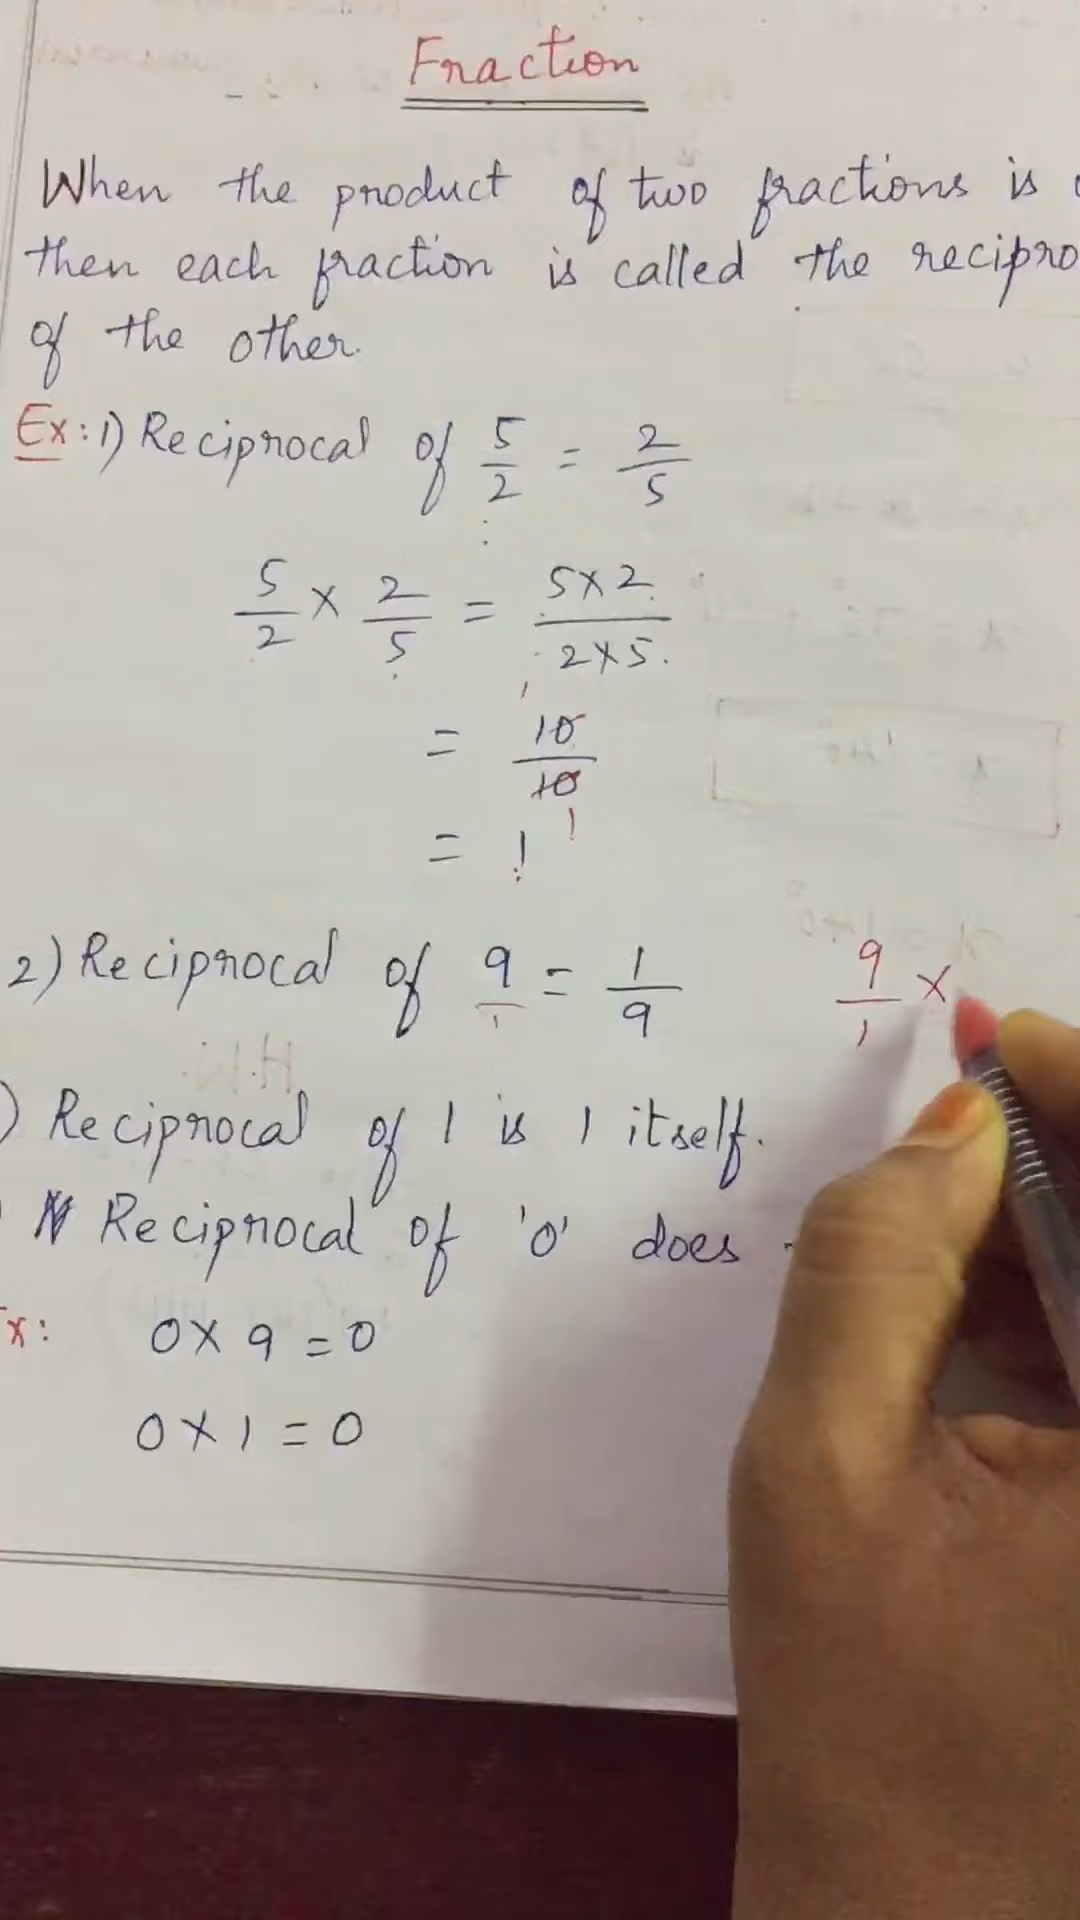 Fraction
When the product of two fractions is
then each fraction is called the recipro
of the other.
Ex: 1) Reciprocal of 5/2 = 2/5
5/2 × 2/5 = 5×2/2×5.
= 10/10
1 1
= 1
2) Reciprocal of 9/1 = 1/9 9/1 ×
) Reciprocal of 1 is 1 itself.
Reciprocal of '0' does
x: 0×9=0
0×1=0